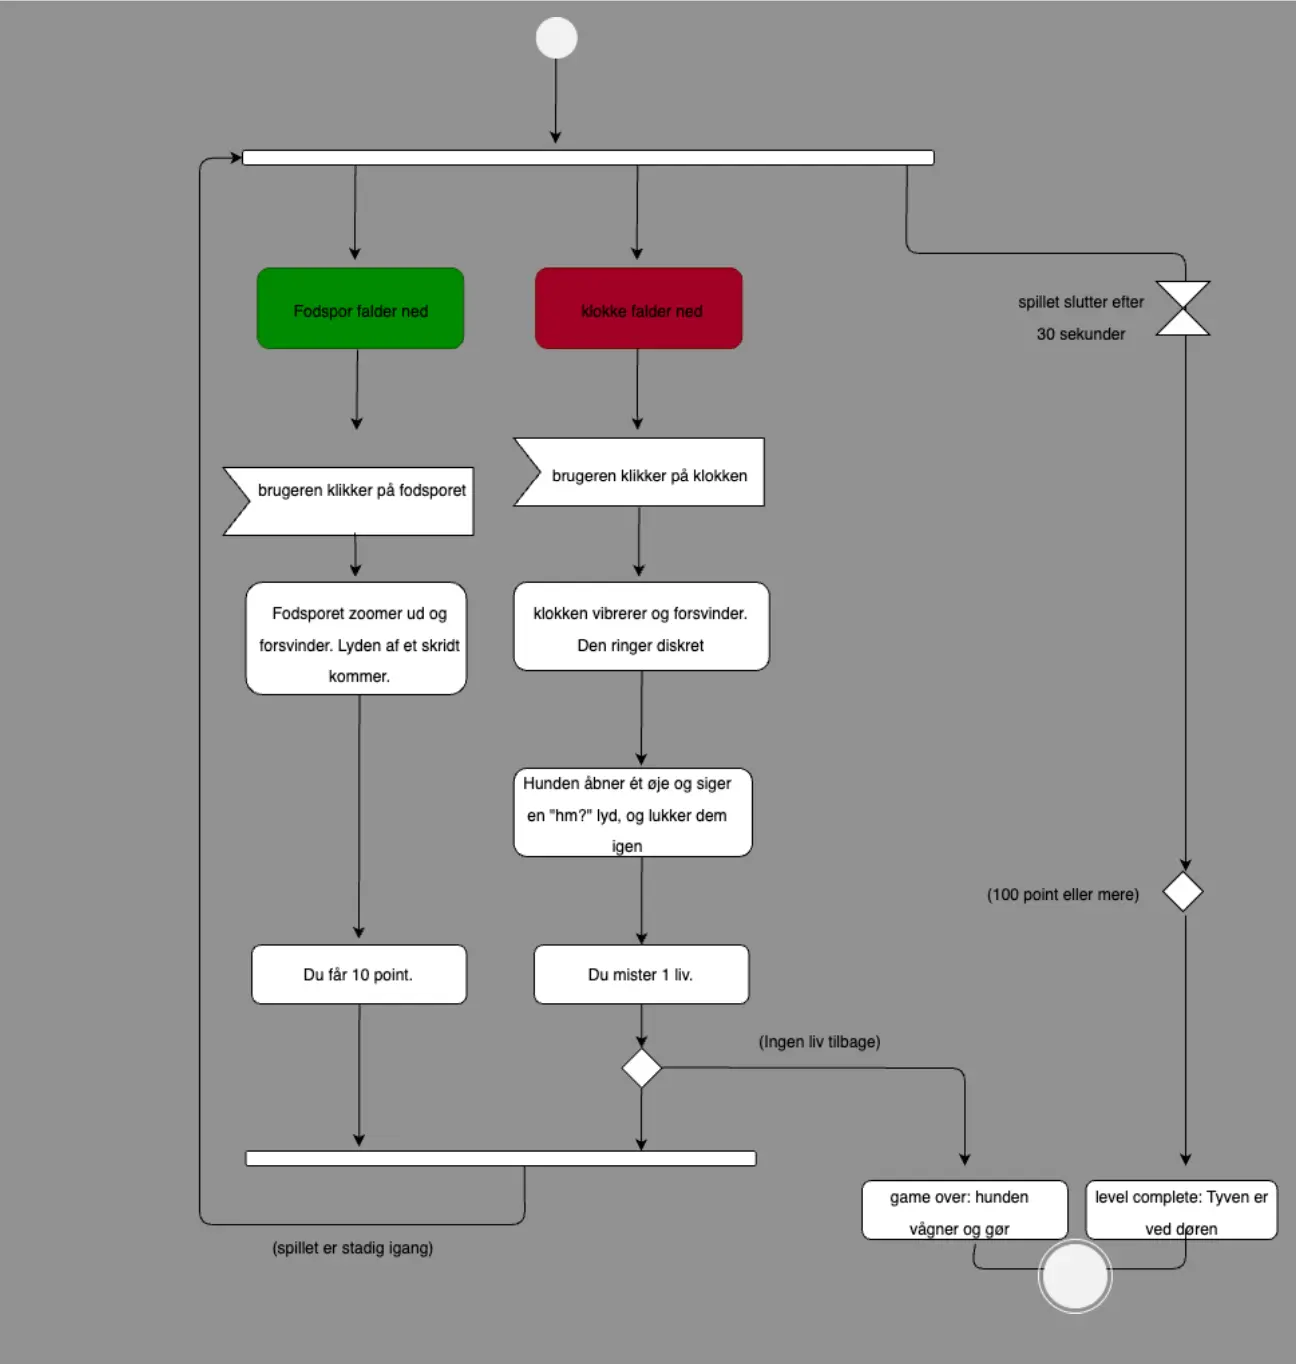 Fodspor falder ned
klokke falder ned
spillet slutter efter
30 sekunder
brugeren klikker på fodsporet
brugeren klikker på klokken
Fodsporet zoomer ud og
forsvinder. Lyden af et skridt
kommer.
klokken vibrerer og forsvinder.
Den ringer diskret
Hunden åbner ét øje og siger
en "hm?" lyd, og lukker dem
igen
(100 point eller mere)
Du får 10 point.
Du mister 1 liv.
(Ingen liv tilbage)
game over: hunden
vågner og gør
level complete: Tyven er
ved døren
(spillet er stadig igang)